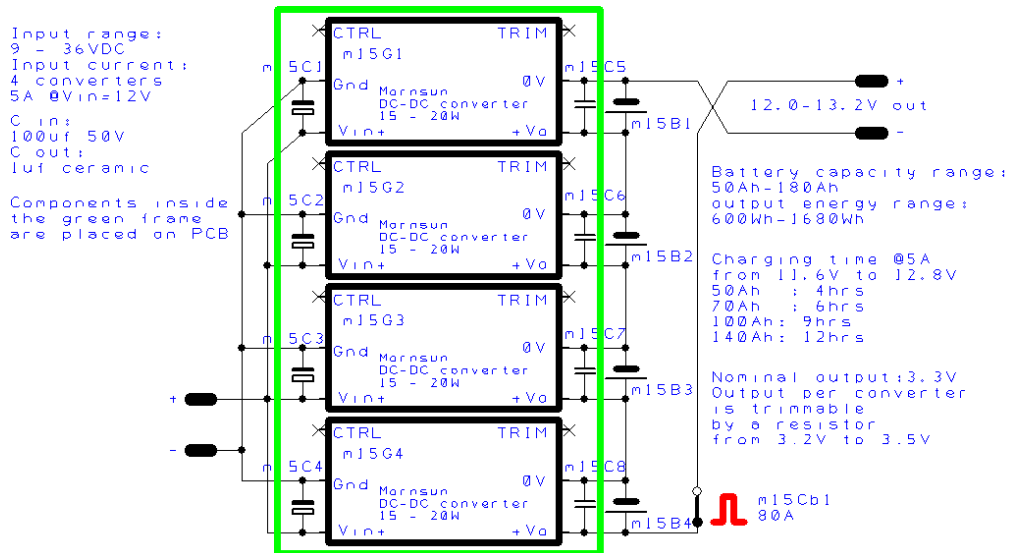 Input range:
9 - 36VDC
Input current:
4 converters
5A @Vin=12V
C in:
100uf 50V
C out:
1uf ceramic
Components inside
the green frame
are placed on PCB
CTRL TRIM
m15G1
m15C1
m15C5
Gnd 0V
Mornsun
DC-DC converter
15 - 20W
Vin+ +Vo
m15B1
CTRL TRIM
m15G2
m15C2
m15C6
Gnd 0V
Mornsun
DC-DC converter
15 - 20W
Vin+ +Vo
m15B2
CTRL TRIM
m15G3
m15C3
m15C7
Gnd 0V
Mornsun
DC-DC converter
15 - 20W
Vin+ +Vo
m15B3
CTRL TRIM
m15G4
m15C4
m15C8
Gnd 0V
Mornsun
DC-DC converter
15 - 20W
Vin+ +Vo
m15B4
+
-
+
12.0-13.2V out
-
Battery capacity range:
50Ah-180Ah
output energy range:
600Wh-1680Wh
Charging time @5A
from 11.6V to 12.8V
50Ah : 4hrs
70Ah : 6hrs
100Ah: 9hrs
140Ah: 12hrs
Nominal output:3.3V
Output per converter
is trimmable
by a resistor
from 3.2V to 3.5V
m15Cb1
80A